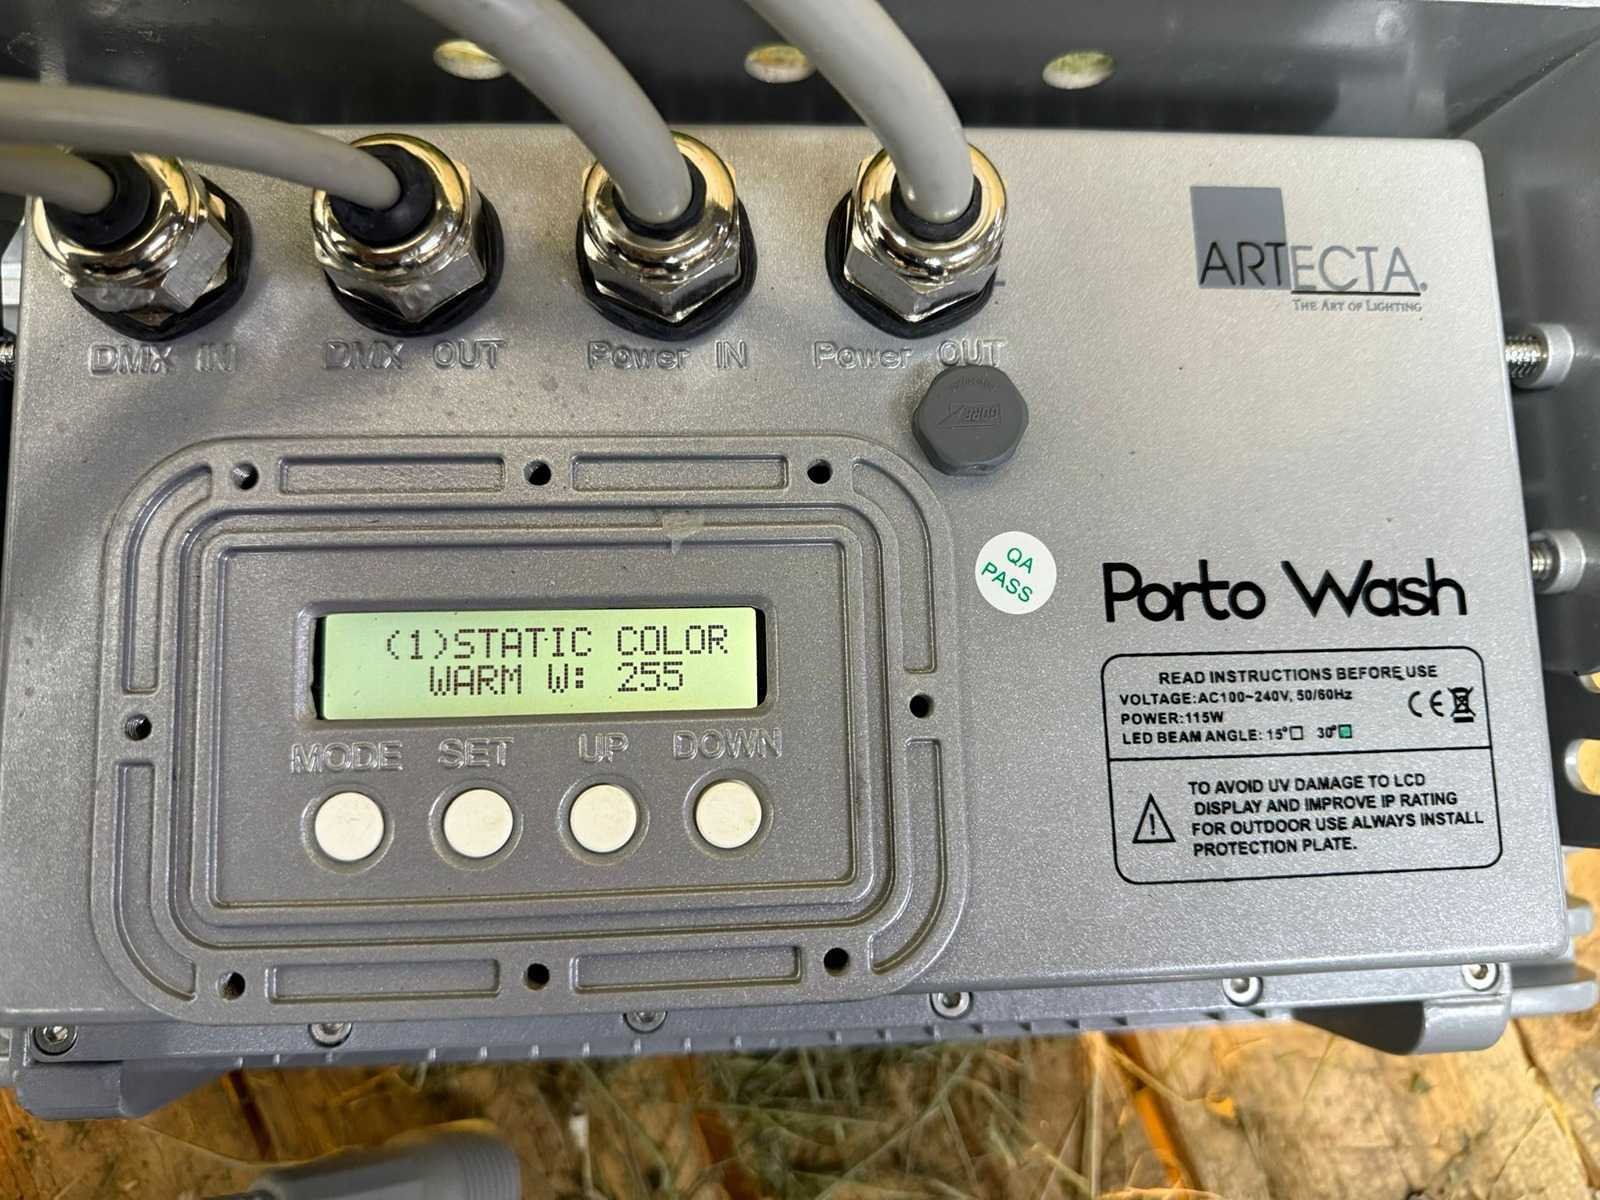 ARTECTA.
THE ART OF LIGHTING
DMX IN
DMX OUT
Power IN
Power OUT
GORE
QA
PASS
Porto Wash
(1)STATIC COLOR
WARM W: 255
MODE
SET
UP
DOWN
READ INSTRUCTIONS BEFORE USE
VOLTAGE:AC100~240V, 50/60Hz
POWER:115W
LED BEAM ANGLE: 15° 30°
CE
TO AVOID UV DAMAGE TO LCD
DISPLAY AND IMPROVE IP RATING
FOR OUTDOOR USE ALWAYS INSTALL
PROTECTION PLATE.